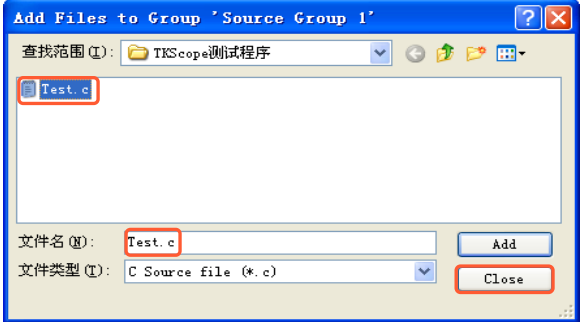 Add Files to Group 'Source Group 1'
查找范围(I): TKScope测试程序
Test.c
文件名(N): Test.c Add
文件类型(T): C Source file (*.c) Close